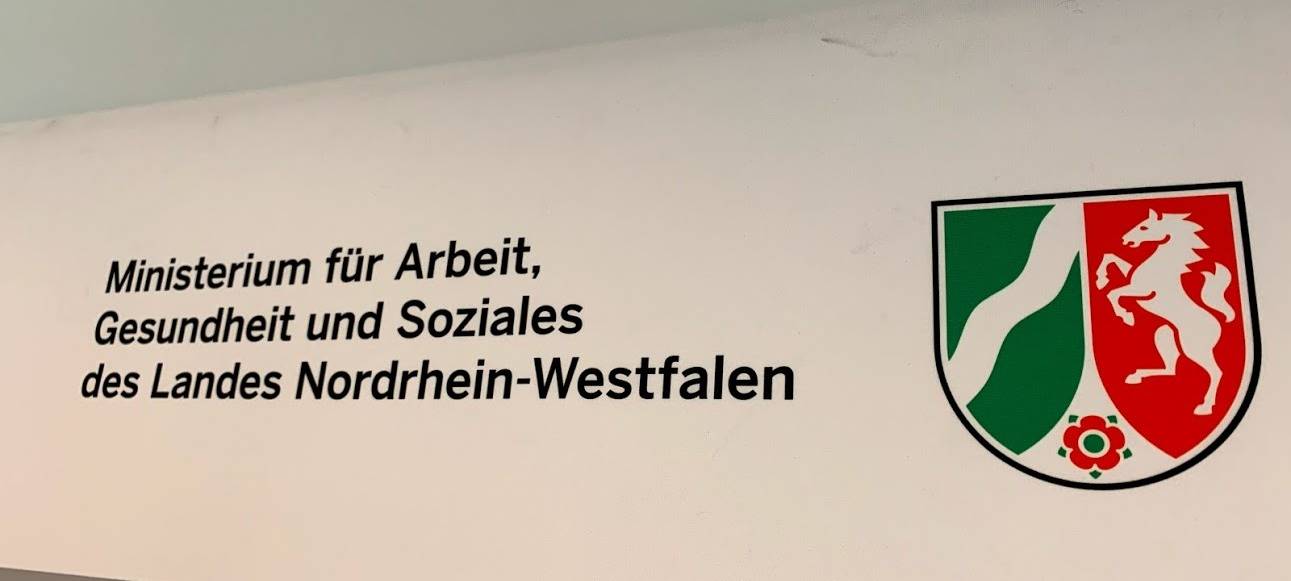 Ministerium für Arbeit,
Gesundheit und Soziales
des Landes Nordrhein-Westfalen